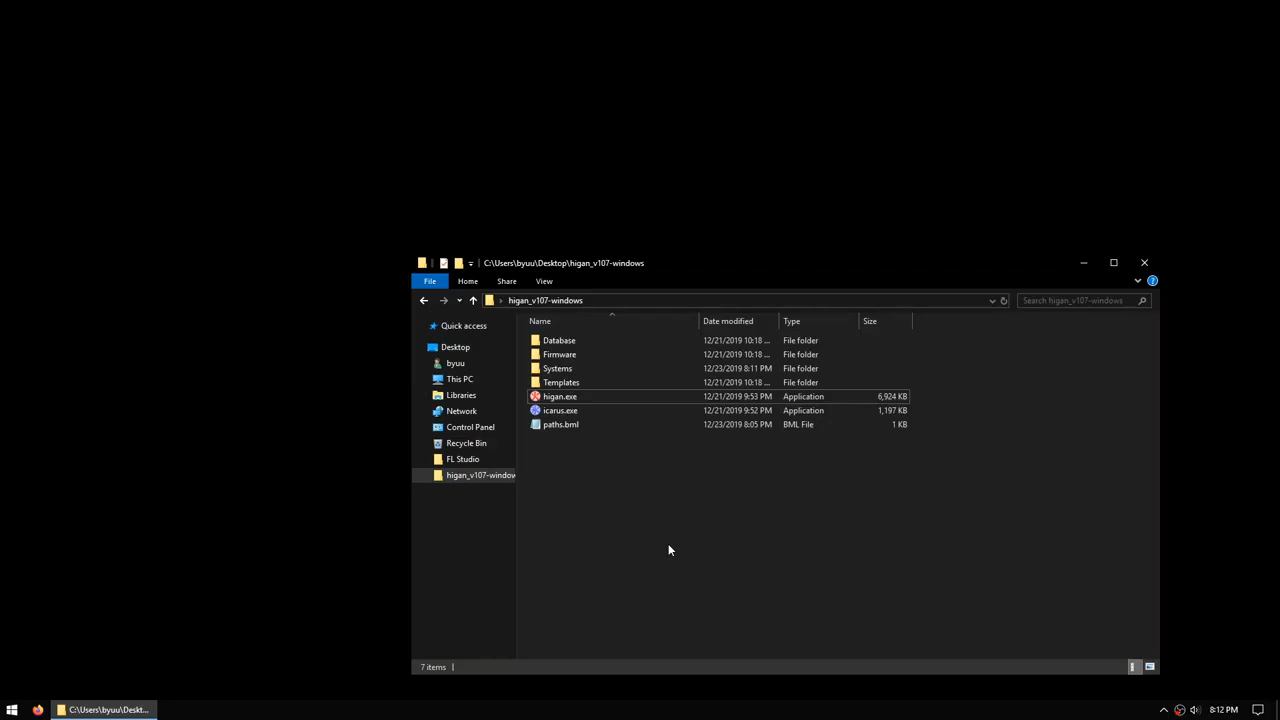 C:\Users\byuu\Desktop\higan_v107-windows
File Home Share View
higan_v107-windows Search higan_v107-windows
Name Date modified Type Size
Quick access
Desktop
byuu
This PC
Libraries
Network
Control Panel
Recycle Bin
FL Studio
higan_v107-window
Database 12/21/2019 10:18 ... File folder
Firmware 12/21/2019 10:18 ... File folder
Systems 12/23/2019 8:11 PM File folder
Templates 12/21/2019 10:18 ... File folder
higan.exe 12/21/2019 9:53 PM Application 6,924 KB
icarus.exe 12/21/2019 9:52 PM Application 1,197 KB
paths.bml 12/23/2019 8:05 PM BML File 1 KB
7 items
C:\Users\byuu\Deskt... 8:12 PM